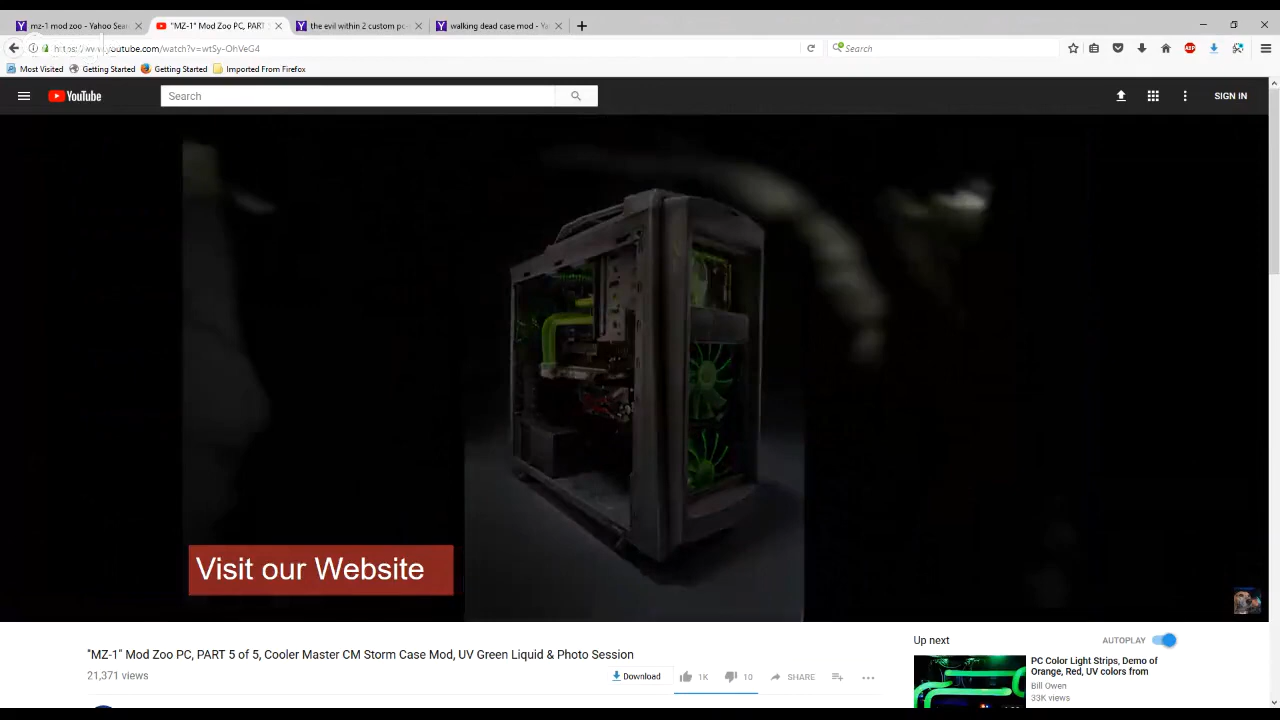 mz-1 mod zoo - Yahoo Sear
"MZ-1" Mod Zoo PC, PART 5
the evil within 2 custom pc
walking dead case mod - Ya
https://www.youtube.com/watch?v=wtSy-OhVeG4
Search
Most Visited
Getting Started
Getting Started
Imported From Firefox
YouTube
Search
SIGN IN
Visit our Website
"MZ-1" Mod Zoo PC, PART 5 of 5, Cooler Master CM Storm Case Mod, UV Green Liquid & Photo Session
21,371 views
Download
1K
10
SHARE
Up next
AUTOPLAY
PC Color Light Strips, Demo of
Orange, Red, UV colors from
Bill Owen
33K views